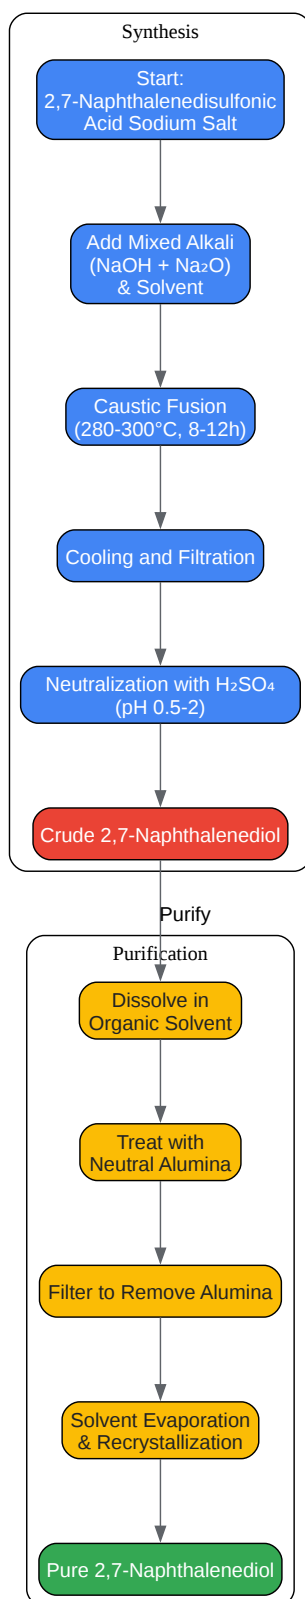 Synthesis
Start:
2,7-Naphthalenedisulfonic
Acid Sodium Salt
Add Mixed Alkali
(NaOH + Na₂O)
& Solvent
Caustic Fusion
(280-300°C, 8-12h)
Cooling and Filtration
Neutralization with H₂SO₄
(pH 0.5-2)
Crude 2,7-Naphthalenediol
Purify
Purification
Dissolve in
Organic Solvent
Treat with
Neutral Alumina
Filter to Remove Alumina
Solvent Evaporation
& Recrystallization
Pure 2,7-Naphthalenediol